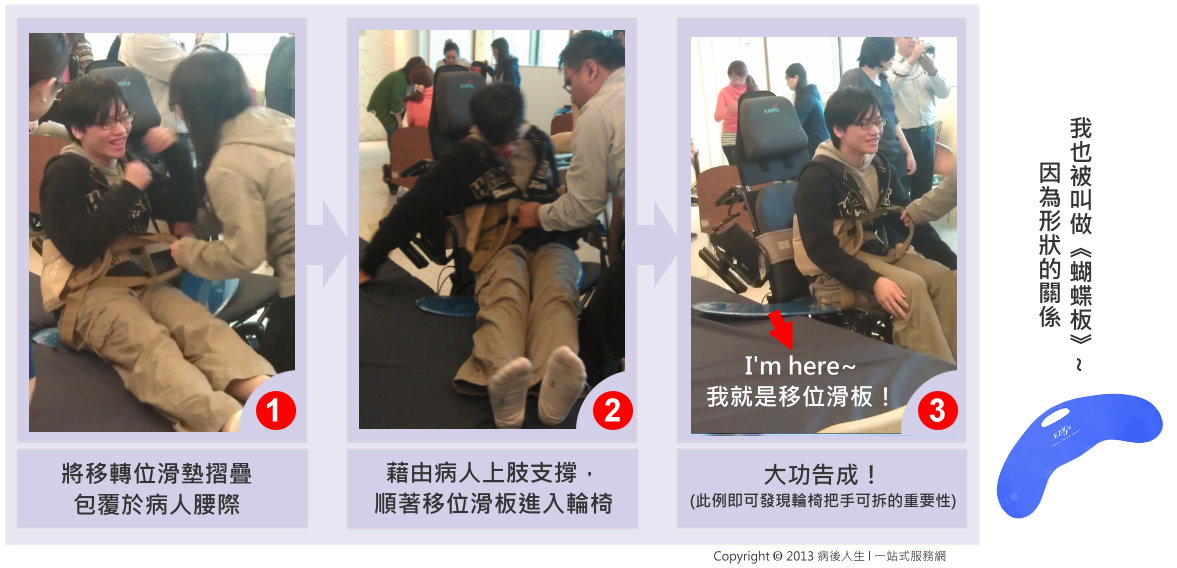 1
將移轉位滑墊摺疊
包覆於病人腰際
2
藉由病人上肢支撐，
順著移位滑板進入輪椅
I'm here~
我就是移位滑板！
3
大功告成！
(此例即可發現輪椅把手可拆的重要性)
我也被叫做《蝴蝶板》~
因為形狀的關係
Copyright © 2013 病後人生 l 一站式服務網